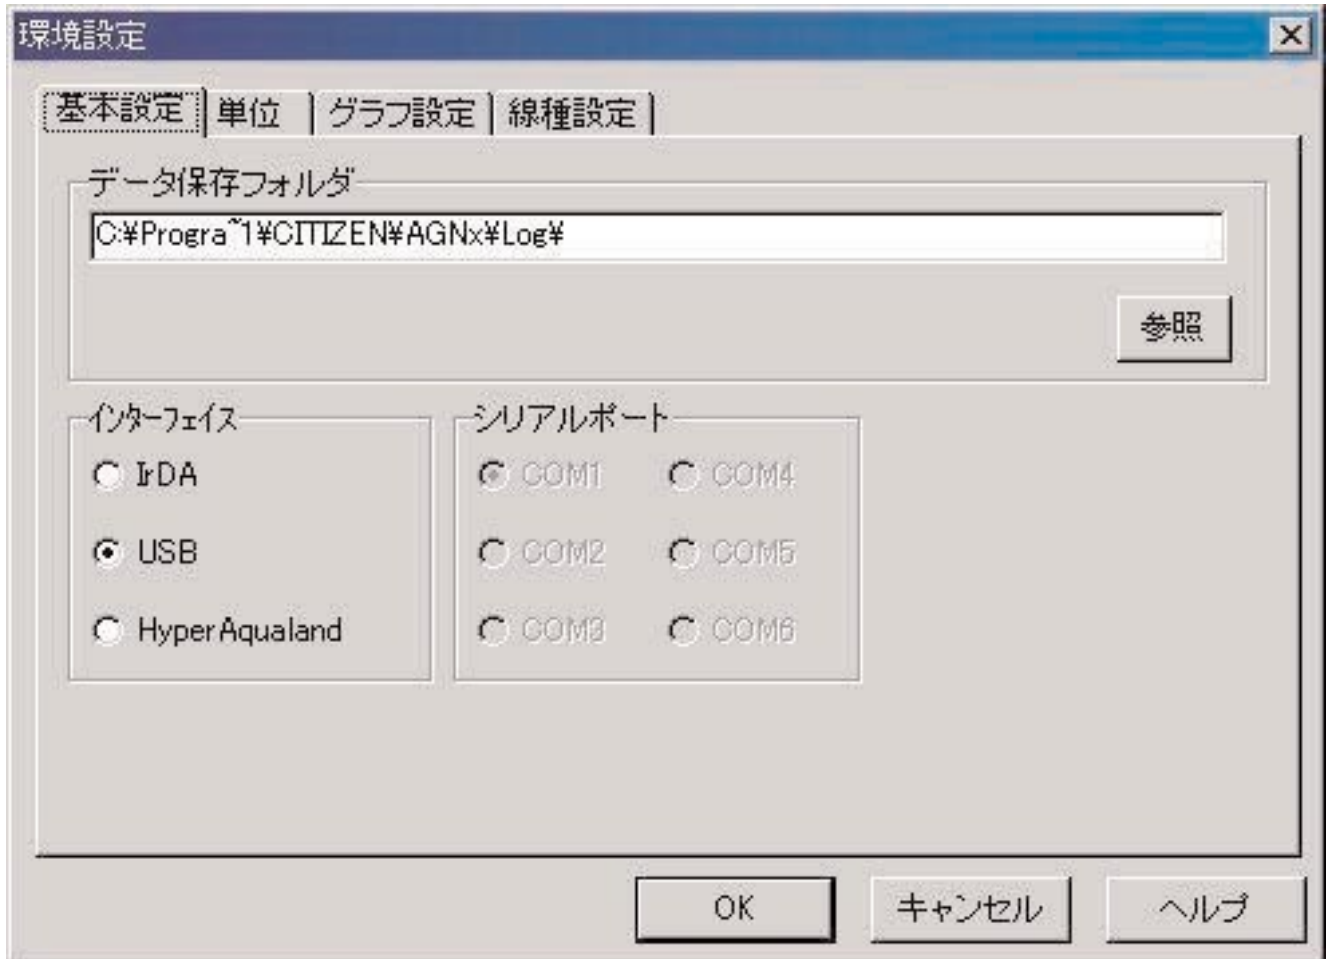 環境設定
基本設定 単位 グラフ設定 線種設定
データ保存フォルダ
C:¥Progra~1¥CITIZEN¥AGNx¥Log¥
参照
インターフェイス シリアルポート
IrDA COM1 COM4
USB COM2 COM5
HyperAqualand COM3 COM6
OK キャンセル ヘルプ